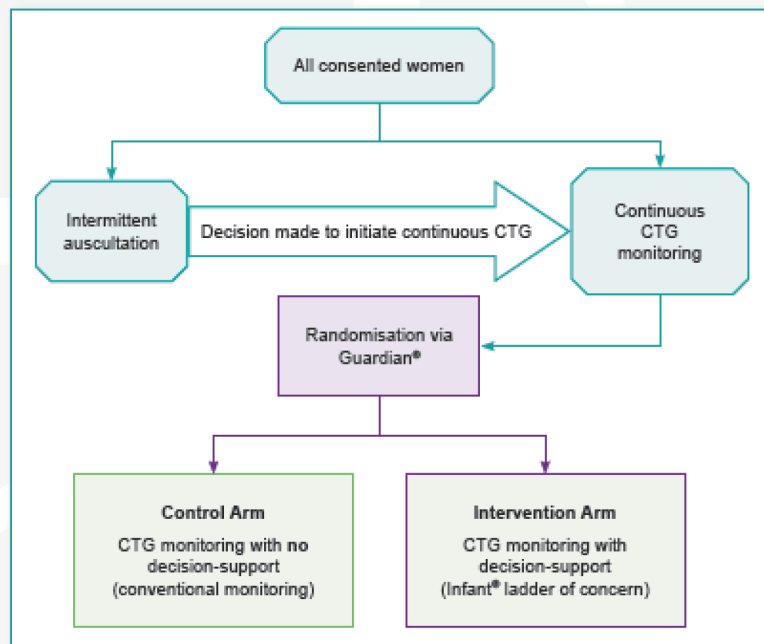 All consented women
Intermittent
auscultation
Decision made to initiate continuous CTG
Continuous
CTG
monitoring
Randomisation via
Guardian®
Control Arm
CTG monitoring with no
decision-support
(conventional monitoring)
Intervention Arm
CTG monitoring with
decision-support
(Infant® ladder of concern)